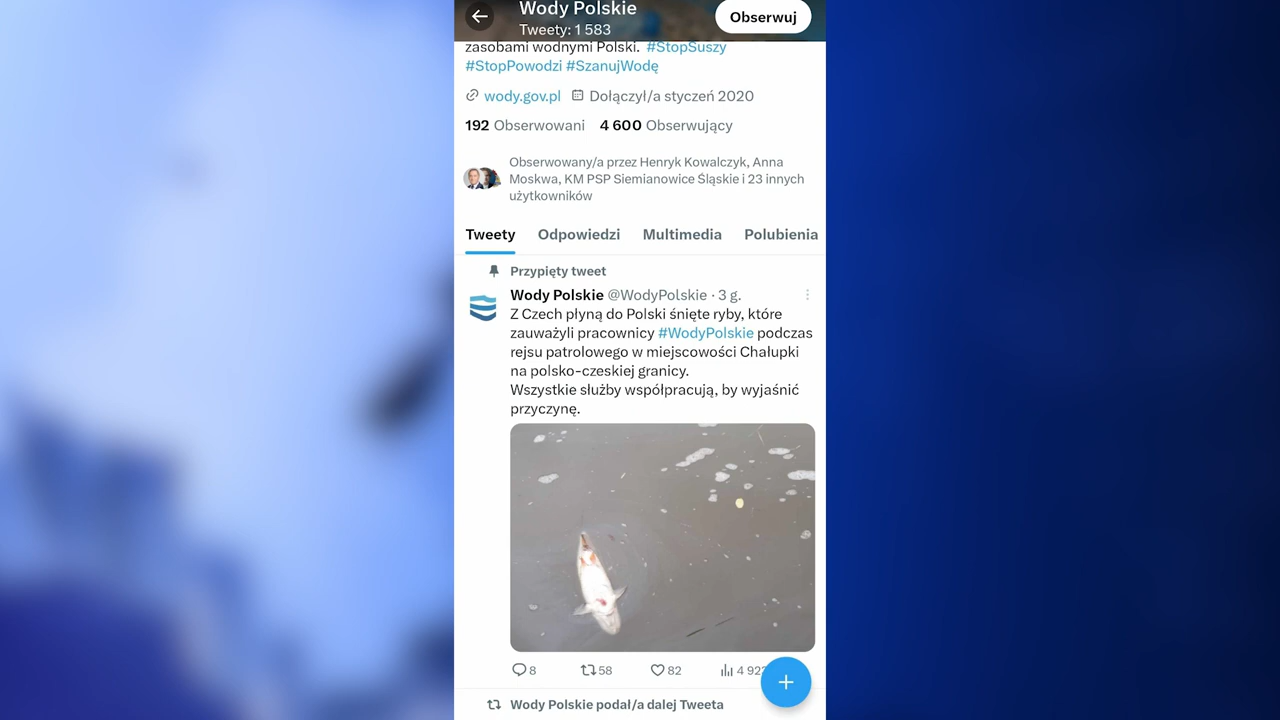 Wody Polskie
Tweety: 1 583
Obserwuj
zasobami wodnymi Polski. #StopSuszy
#StopPowodzi #SzanujWodę
wody.gov.pl Dołączył/a styczeń 2020
192 Obserwowani 4 600 Obserwujący
Obserwowany/a przez Henryk Kowalczyk, Anna
Moskwa, KM PSP Siemianowice Śląskie i 23 innych
użytkowników
Tweety Odpowiedzi Multimedia Polubienia
Przypięty tweet
Wody Polskie @WodyPolskie · 3 g.
Z Czech płyną do Polski śnięte ryby, które
zauważyli pracownicy #WodyPolskie podczas
rejsu patrolowego w miejscowości Chałupki
na polsko-czeskiej granicy.
Wszystkie służby współpracują, by wyjaśnić
przyczynę.
8 58 82 4 92
Wody Polskie podał/a dalej Tweeta